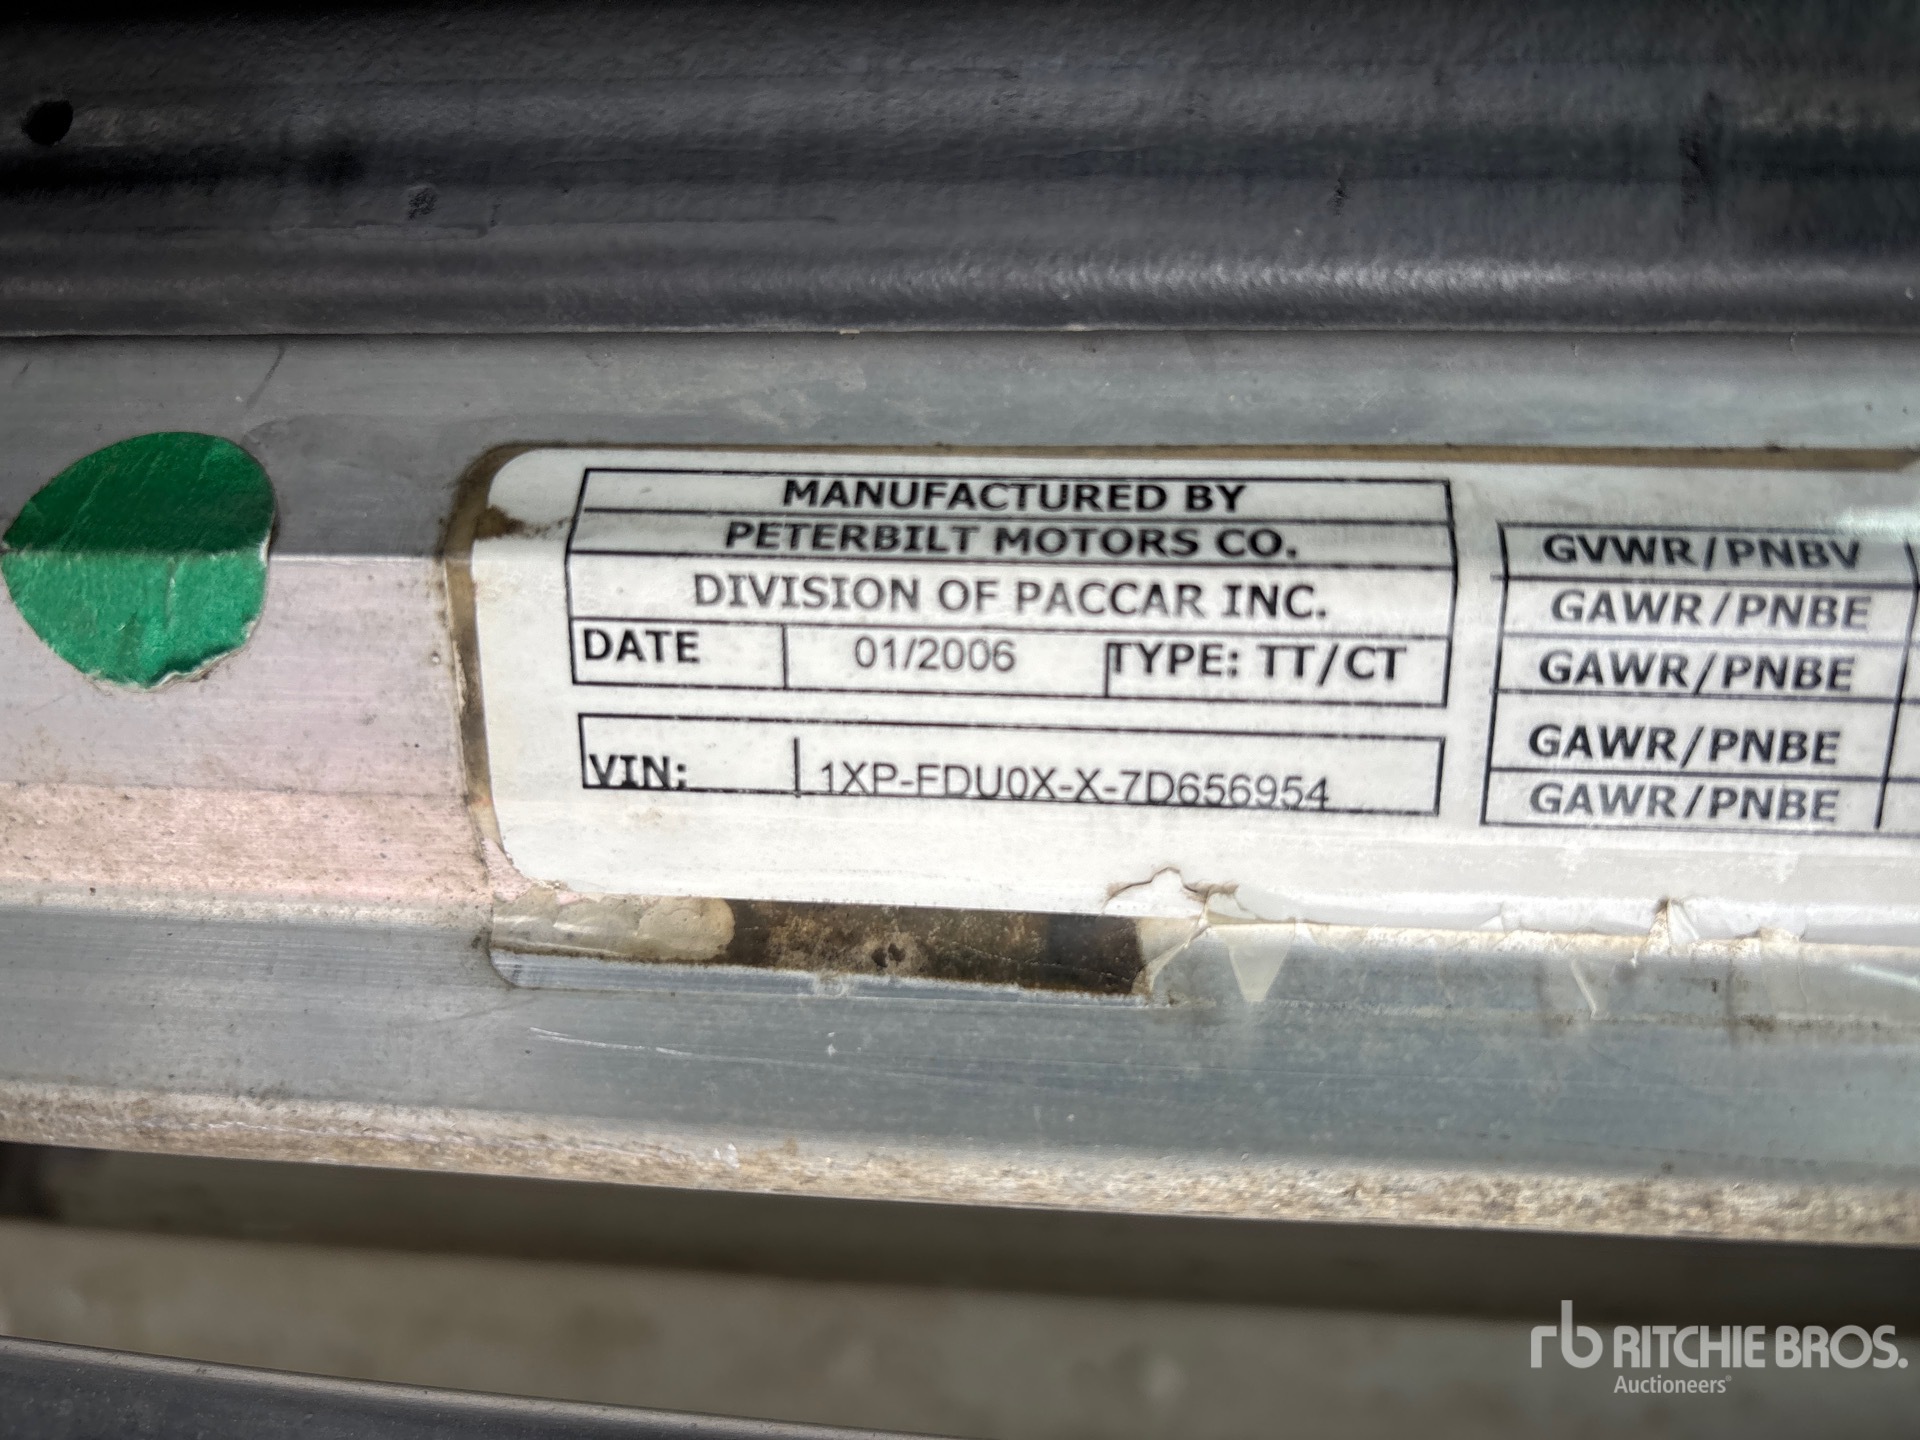 MANUFACTURED BY
PETERBILT MOTORS CO.
DIVISION OF PACCAR INC.
DATE 01/2006 TYPE: TT/CT
VIN: 1XP-FDU0X-X-7D656954
GVWR/PNBV
GAWR/PNBE
GAWR/PNBE
GAWR/PNBE
GAWR/PNBE
rb RITCHIE BROS.
Auctioneers